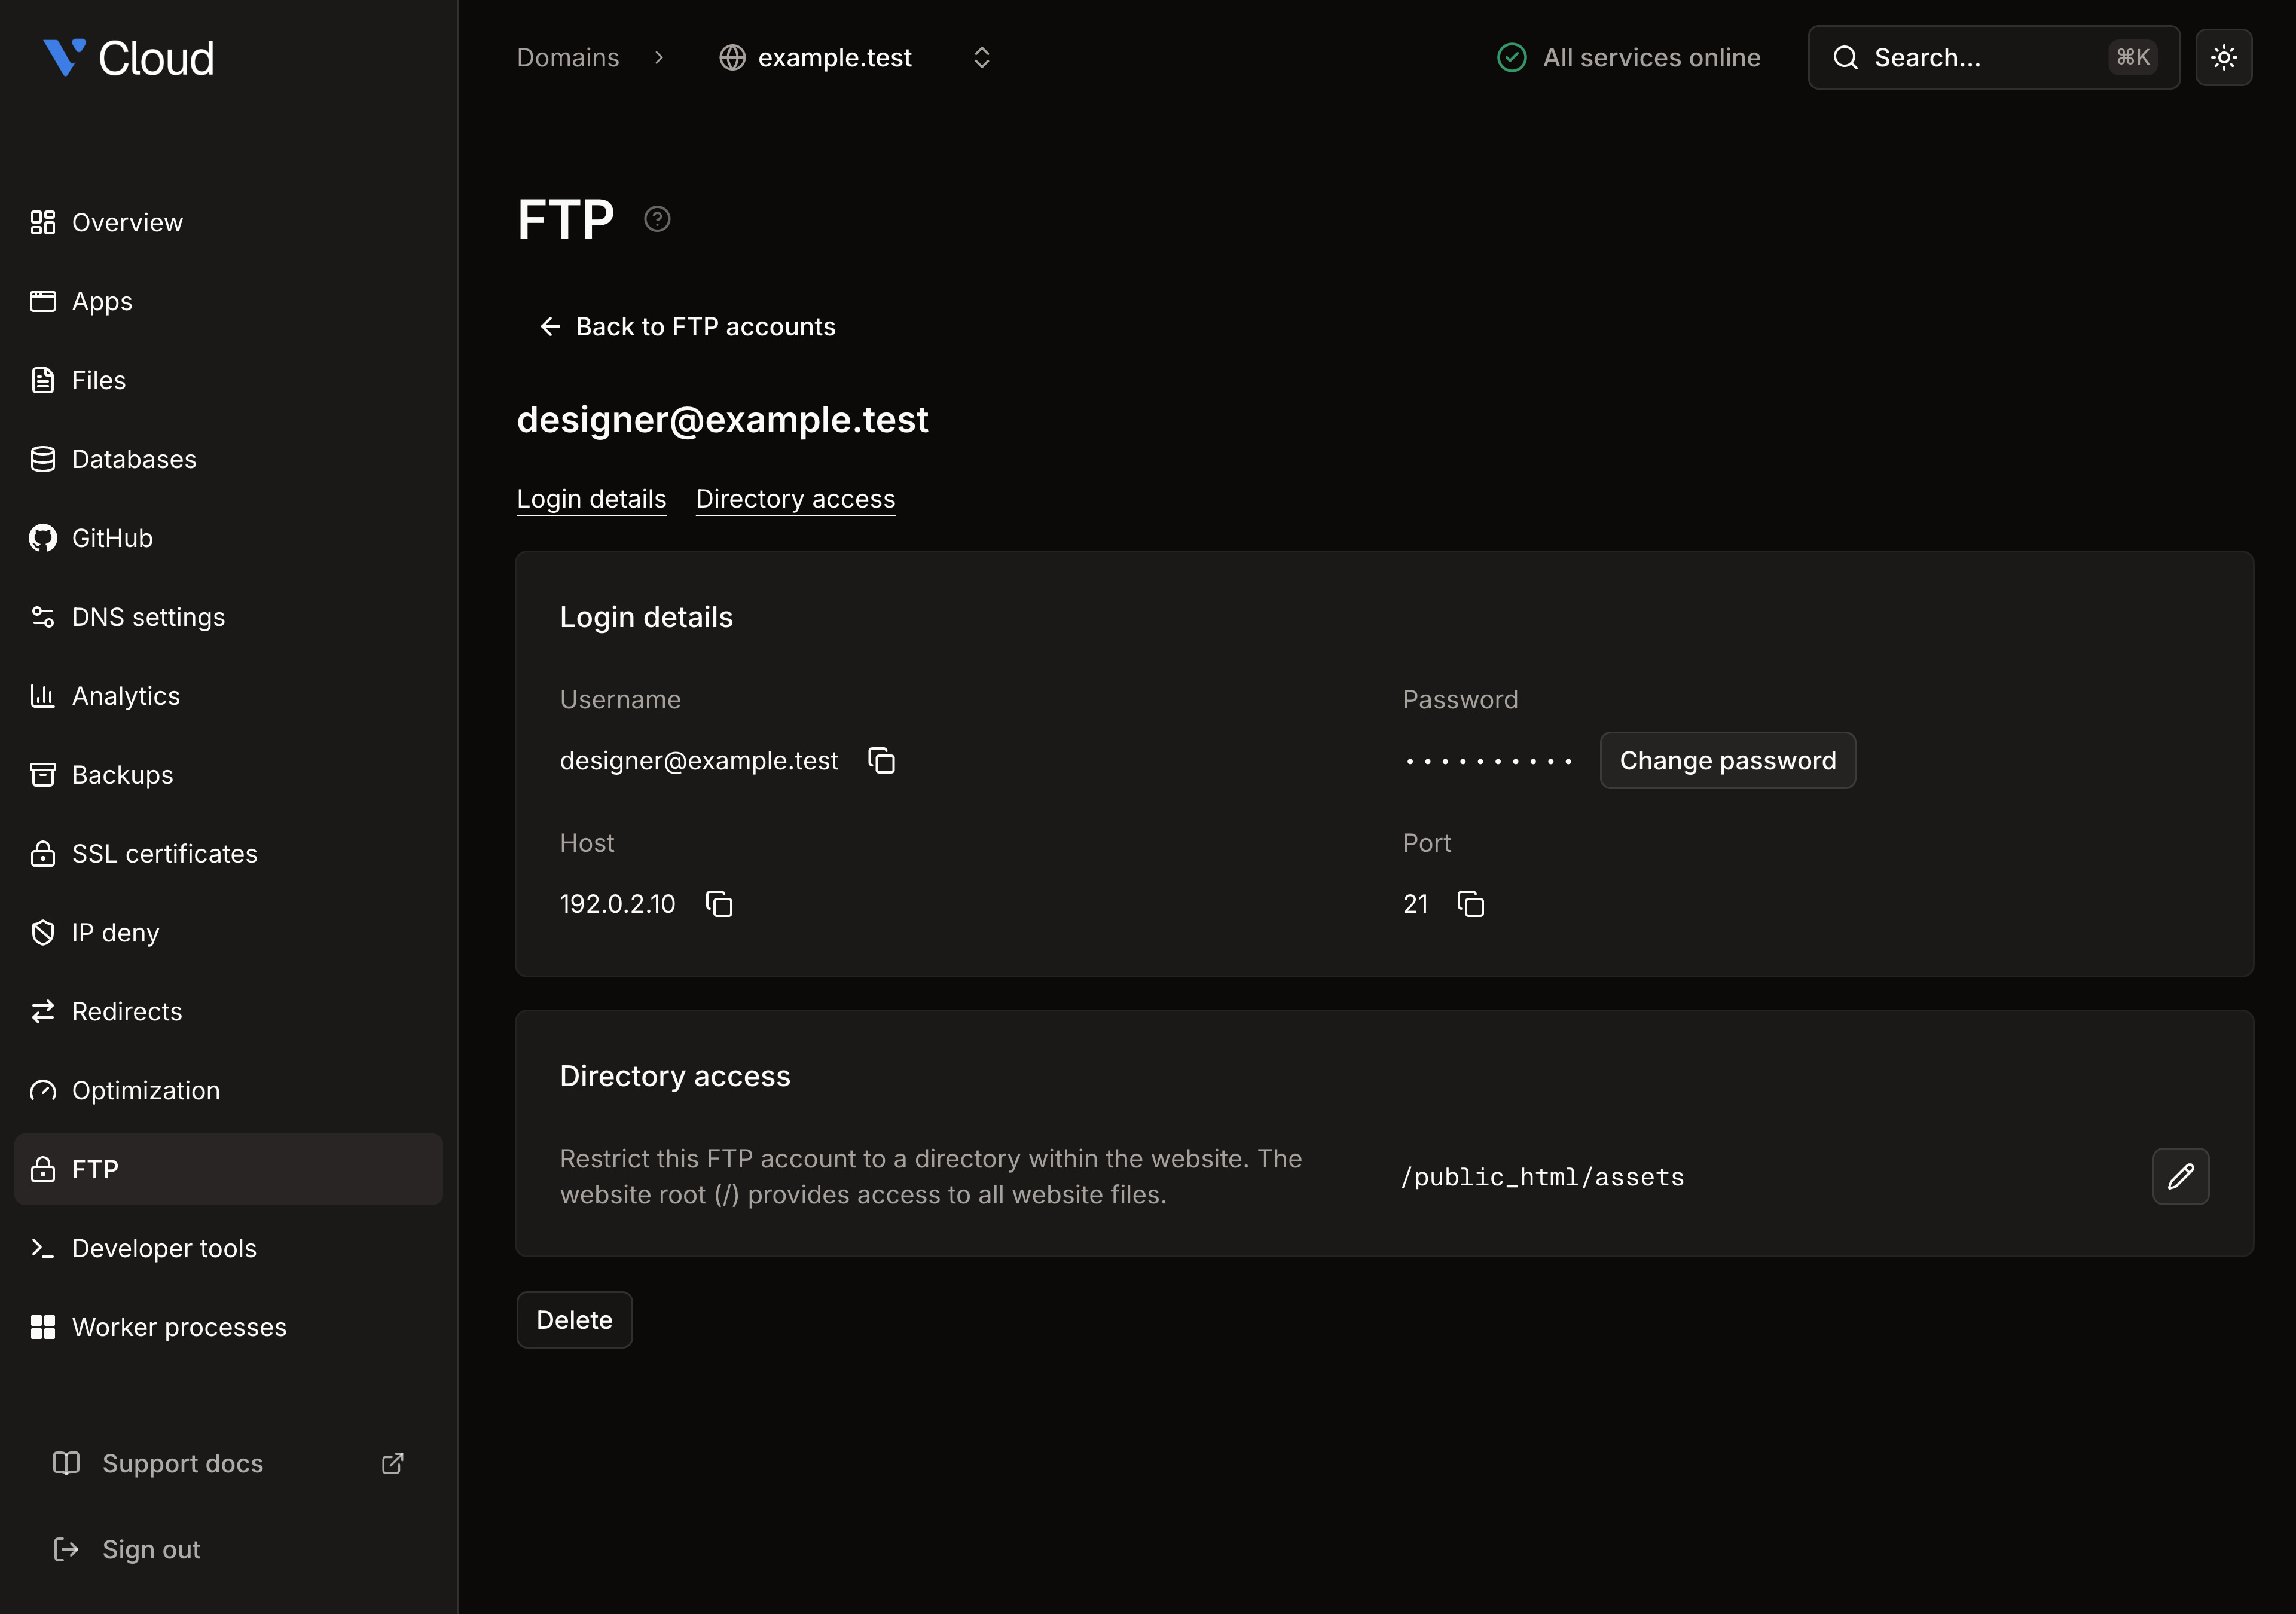 Cloud
Domains
example.test
All services online
Search...
⌘K
Overview
Apps
Files
Databases
GitHub
DNS settings
Analytics
Backups
SSL certificates
IP deny
Redirects
Optimization
FTP
Developer tools
Worker processes
Support docs
Sign out
FTP
Back to FTP accounts
designer@example.test
Login details
Directory access
Login details
Username
designer@example.test
Password
Change password
Host
192.0.2.10
Port
21
Directory access
Restrict this FTP account to a directory within the website. The
website root (/) provides access to all website files.
/public_html/assets
Delete